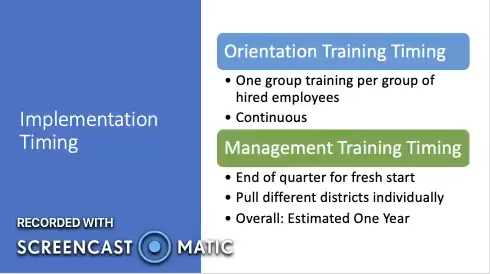 Implementation
Timing
Orientation Training Timing
• One group training per group of
hired employees
• Continuous
Management Training Timing
• End of quarter for fresh start
• Pull different districts individually
• Overall: Estimated One Year
RECORDED WITH
SCREENCAST MATIC